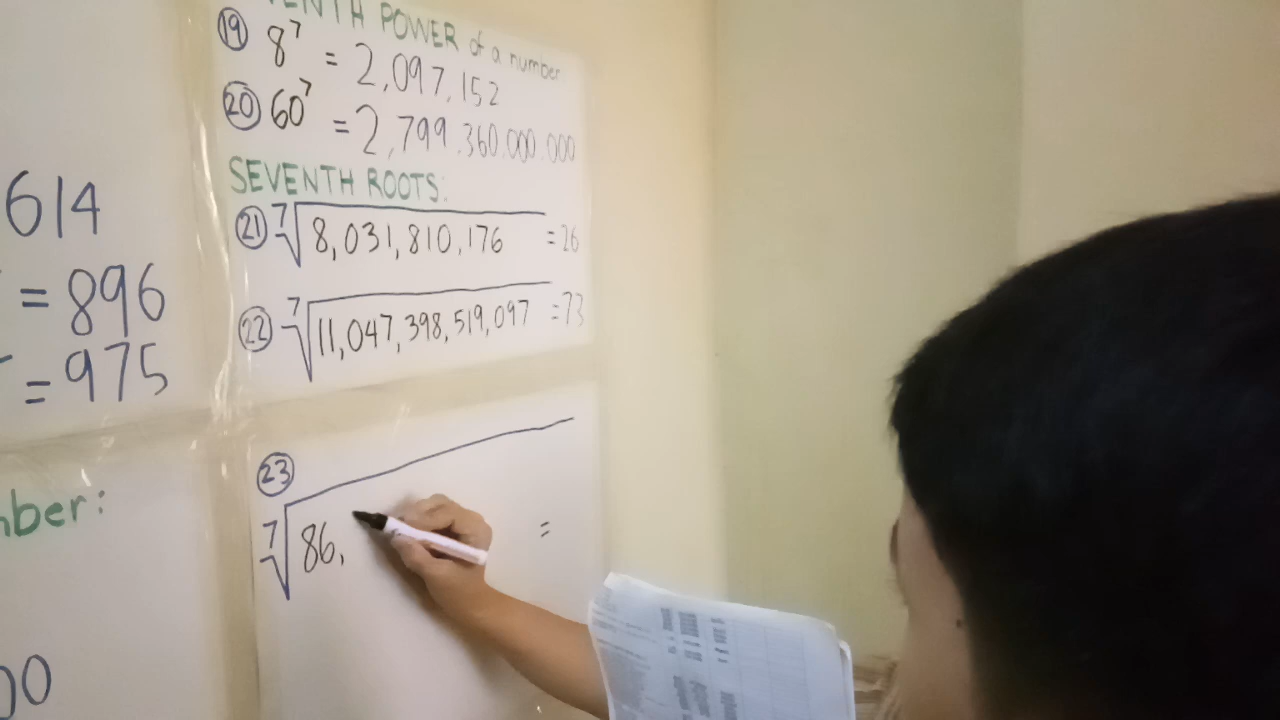 614
= 896
= 975
VENTH POWER of a number
19 8⁷ = 2,097,152
20 60⁷ = 2,799.360.000.000
SEVENTH ROOTS:
21 ⁷√8,031,810,176 = 26
22 ⁷√11,047,398,519,097 = 73
23 ⁷√86, =
mber:
00